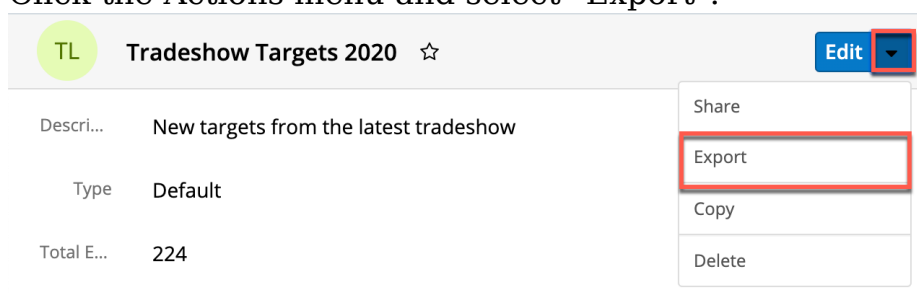 Click the Actions menu and select "Export".
TL Tradeshow Targets 2020 Edit
Share
Descri... New targets from the latest tradeshow
Export
Type Default
Copy
Total E... 224
Delete